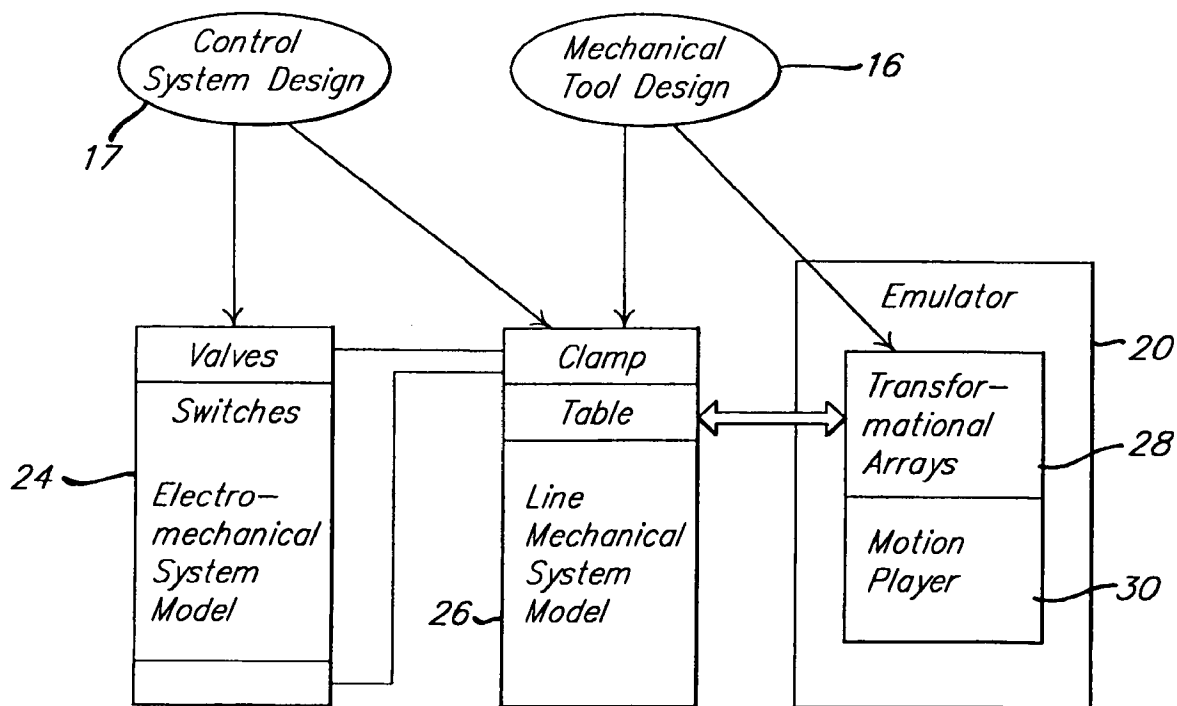 Control
System Design
17
Mechanical
Tool Design
16
Valves
Switches
Electro-
mechanical
System
Model
24
Clamp
Table
Line
Mechanical
System
Model
26
Emulator
20
Transfor-
mational
Arrays
28
Motion
Player
30